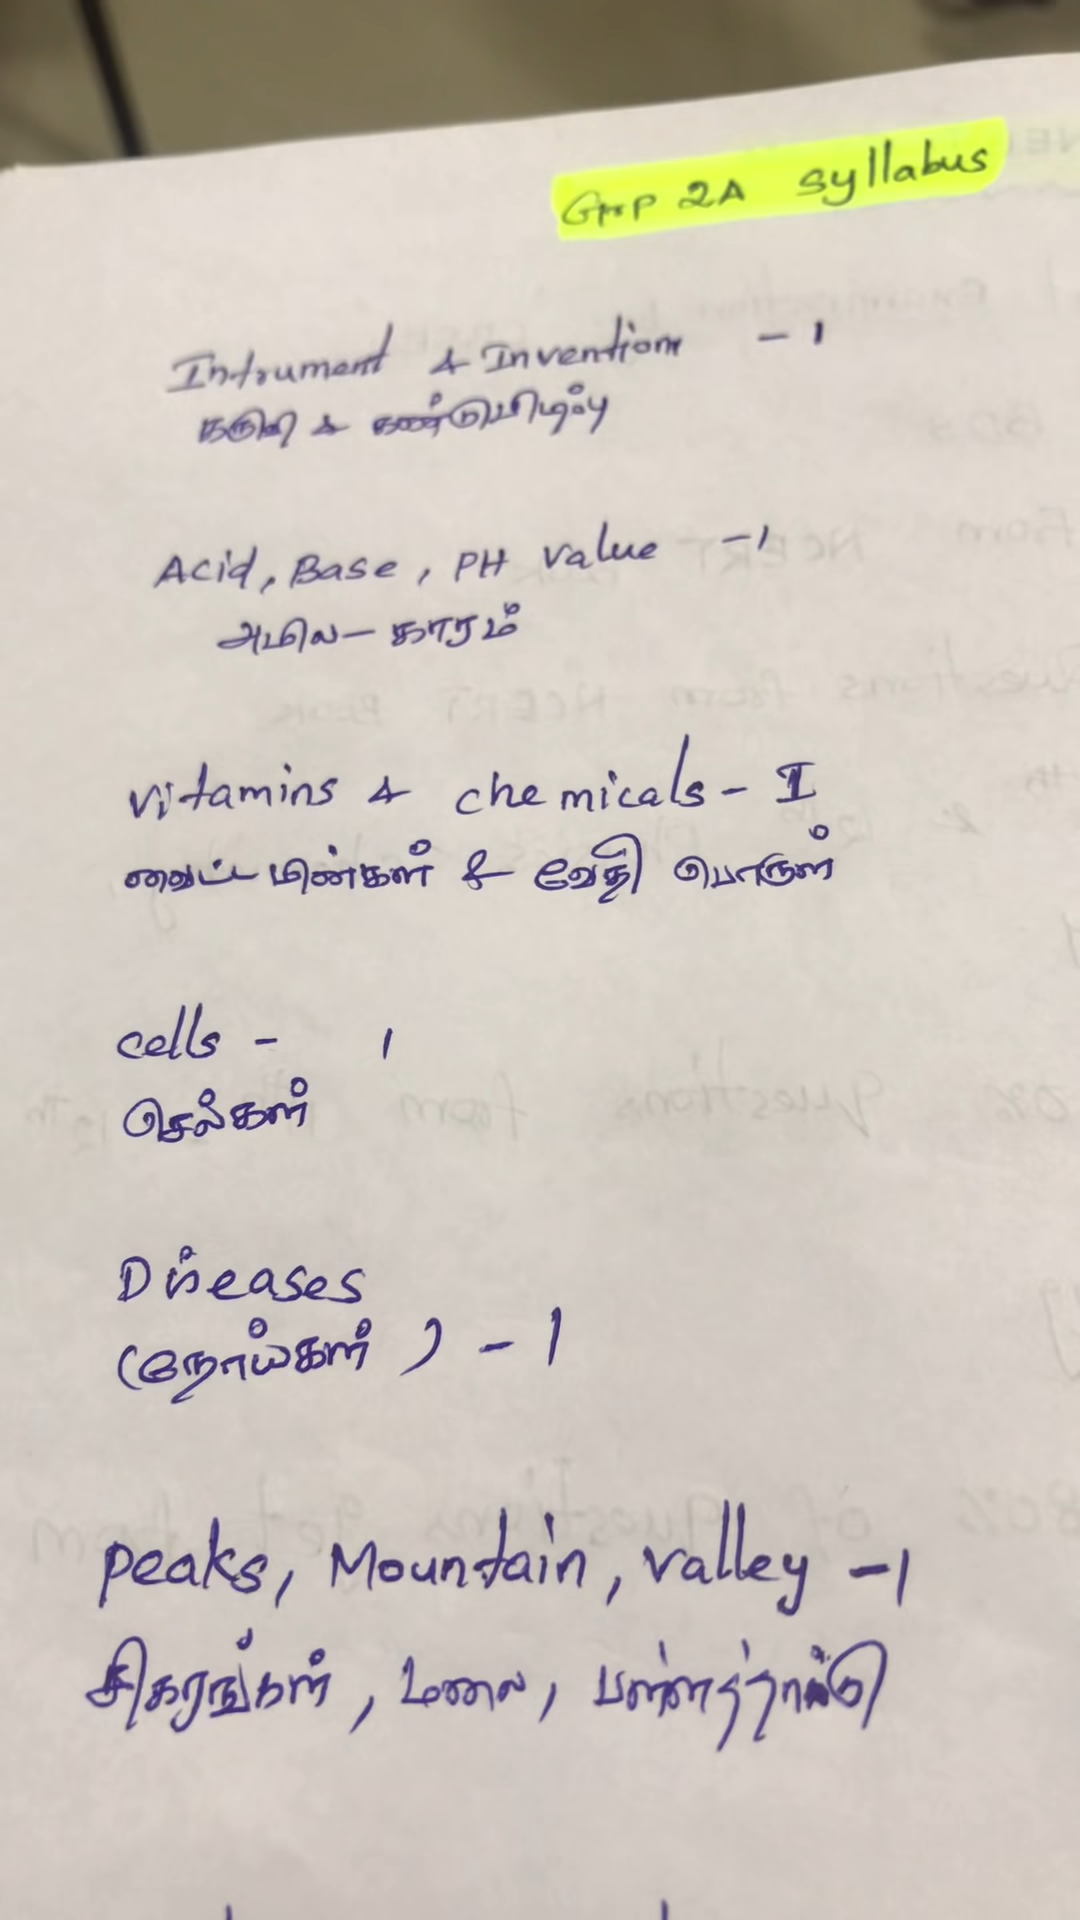 Grp 2A syllabus
Intrument & Invention - 1
கருவி & கண்டுபிடிப்பு
Acid, Base, PH value - 1
அமில - காரம்
vitamins & chemicals - I
வைட்டமின்கள் & வேதி பொருள்
cells - 1
செல்கள்
Diseases
(நோய்கள்) - 1
Peaks, Mountain, valley - 1
சிகரங்கள், மலை, பள்ளத்தாக்கு